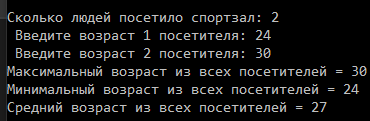 Сколько людей посетило спортзал: 2
Введите возраст 1 посетителя: 24
Введите возраст 2 посетителя: 30
Максимальный возраст из всех посетителей = 30
Минимальный возраст из всех посетителей = 24
Средний возраст из всех посетителей = 27